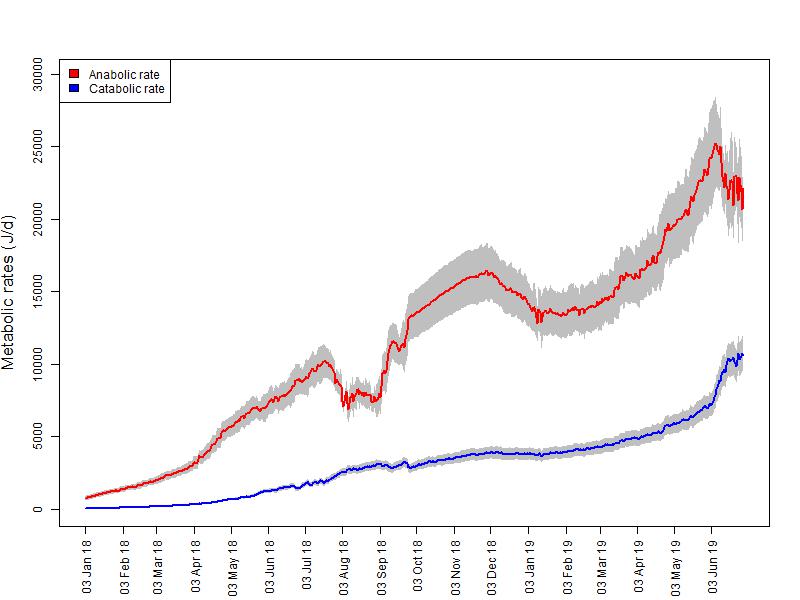 Anabolic rate
Catabolic rate
Metabolic rates (J/d)
30000
25000
20000
15000
10000
5000
0
03 Jan 18
03 Feb 18
03 Mar 18
03 Apr 18
03 May 18
03 Jun 18
03 Jul 18
03 Aug 18
03 Sep 18
03 Oct 18
03 Nov 18
03 Dec 18
03 Jan 19
03 Feb 19
03 Mar 19
03 Apr 19
03 May 19
03 Jun 19